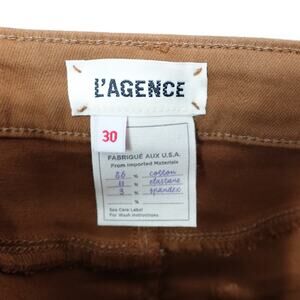 L'AGENCE
30
FABRIQUÉ AUX U.S.A.
From Imported Materials
86 % cotton
11 % elastane
3 % spandex
%
See Care Label
For Wash Instructions